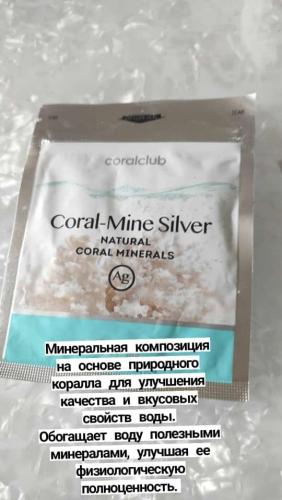 coralclub
Coral-Mine Silver
NATURAL
CORAL MINERALS
Ag
Минеральная композиция
на основе природного
коралла для улучшения
качества и вкусовых
свойств воды.
Обогащает воду полезными
минералами, улучшая ее
физиологическую
полноценность.